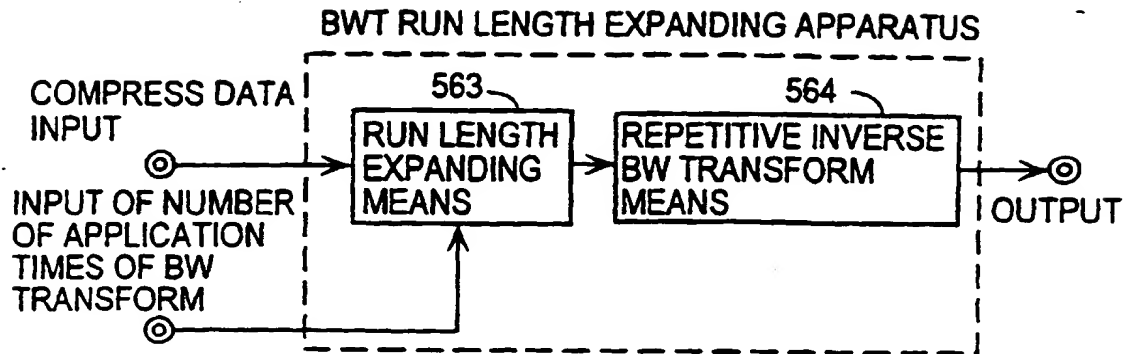 BWT RUN LENGTH EXPANDING APPARATUS
COMPRESS DATA
INPUT
563
564
RUN LENGTH
EXPANDING
MEANS
REPETITIVE INVERSE
BW TRANSFORM
MEANS
OUTPUT
INPUT OF NUMBER
OF APPLICATION
TIMES OF BW
TRANSFORM